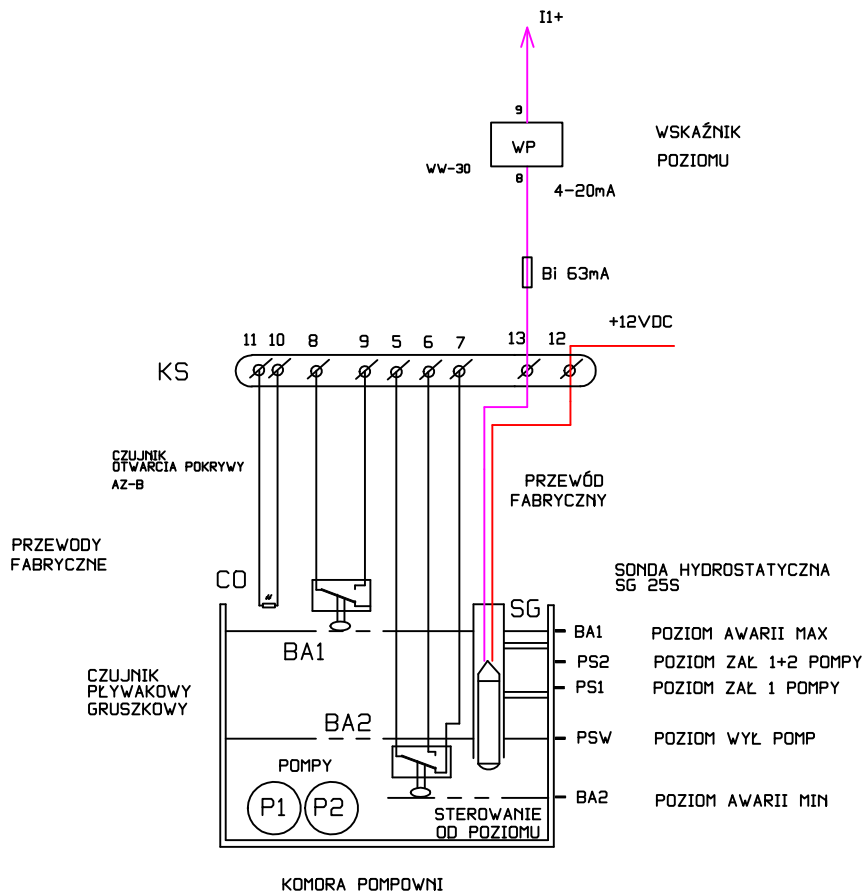 I1+
9
WP
WSKAŹNIK
POZIOMU
WW-30
8
4-20mA
Bi 63mA
+12VDC
11 10 8 9 5 6 7 13 12
KS
CZUJNIK
OTWARCIA POKRYWY
AZ-B
PRZEWÓD
FABRYCZNY
PRZEWODY
FABRYCZNE
CO
SONDA HYDROSTATYCZNA
SG 25S
SG
BA1
BA1 POZIOM AWARII MAX
PS2 POZIOM ZAŁ 1+2 POMPY
PS1 POZIOM ZAŁ 1 POMPY
CZUJNIK
PŁYWAKOWY
GRUSZKOWY
BA2
PSW POZIOM WYŁ POMP
POMPY
P1 P2
BA2 POZIOM AWARII MIN
STEROWANIE
OD POZIOMU
KOMORA POMPOWNI